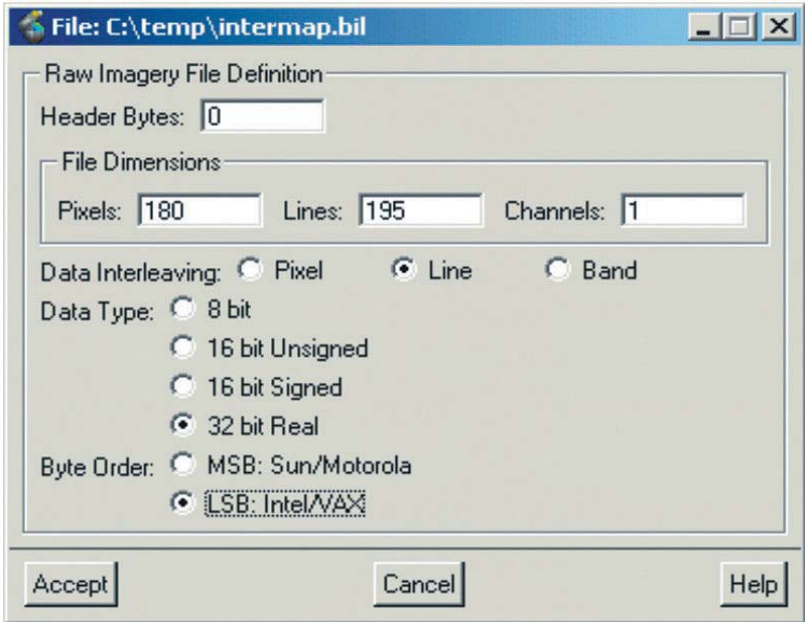 File: C:\temp\intermap.bil
Raw Imagery File Definition
Header Bytes: 0
File Dimensions
Pixels: 180 Lines: 195 Channels: 1
Data Interleaving: Pixel Line Band
Data Type: 8 bit
16 bit Unsigned
16 bit Signed
32 bit Real
Byte Order: MSB: Sun/Motorola
LSB: Intel/VAX
Accept Cancel Help